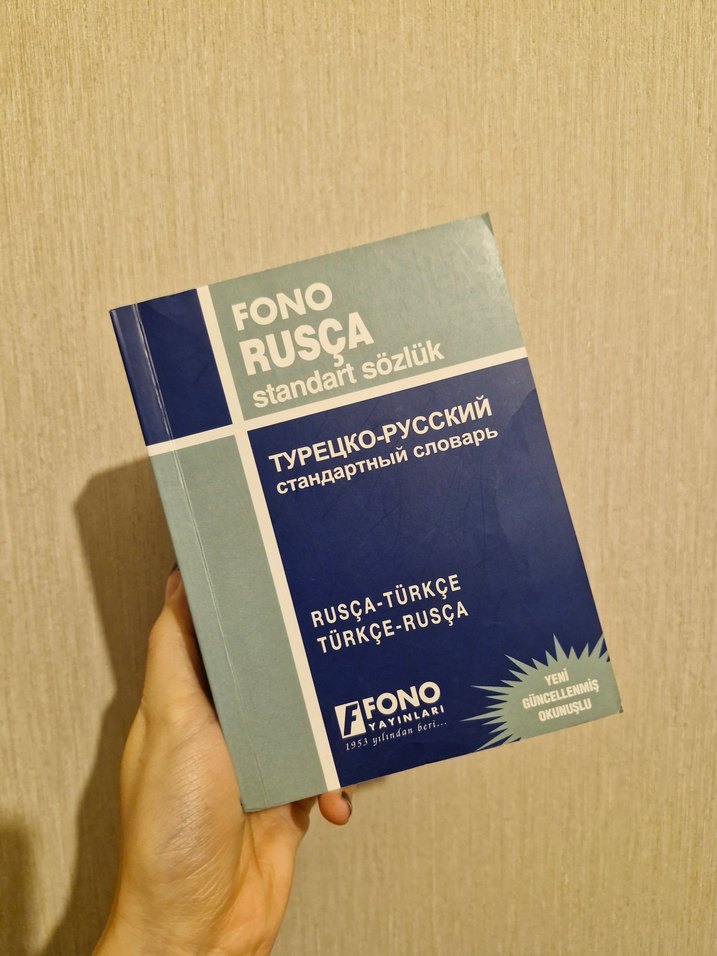 FONO
RUSÇA
standart sözlük
ТУРЕЦКО-РУССКИЙ
стандартный словарь
RUSÇA-TÜRKÇE
TÜRKÇE-RUSÇA
FONO
YAYINLARI
1953 yılından beri...
YENİ
GÜNCELLENMİŞ
OKUNUŞLU